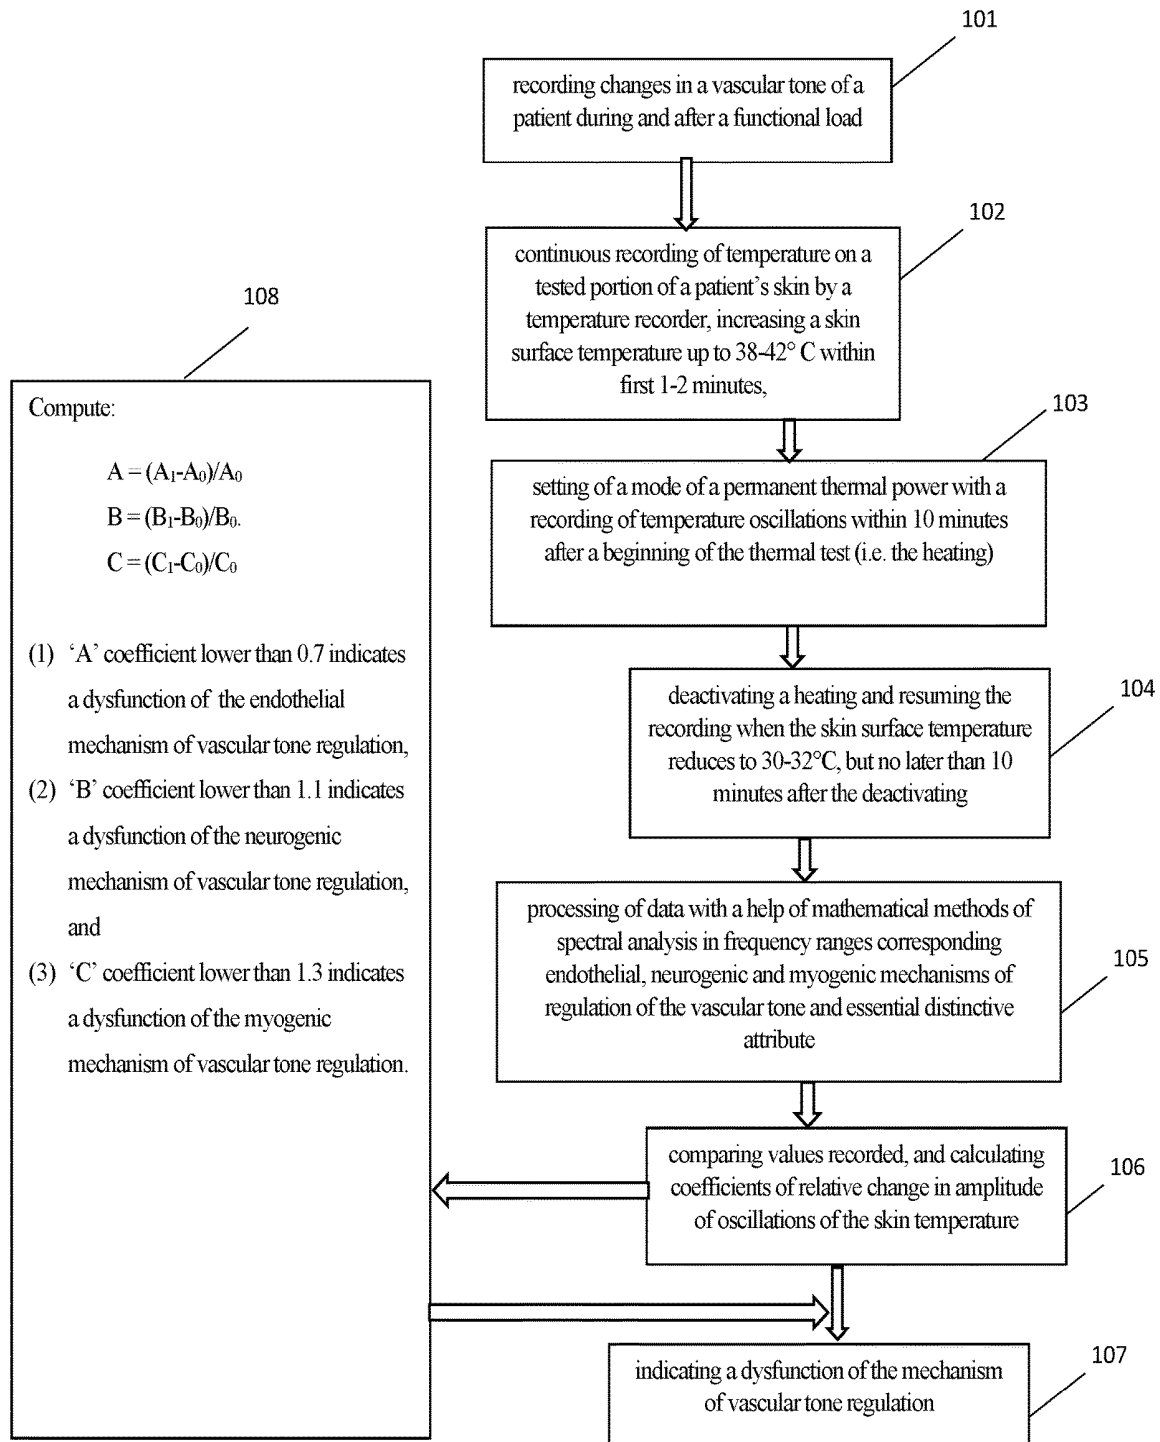 101
recording changes in a vascular tone of a
patient during and after a functional load
102
continuous recording of temperature on a
tested portion of a patient's skin by a
temperature recorder, increasing a skin
surface temperature up to 38-42° C within
first 1-2 minutes,
103
setting of a mode of a permanent thermal power with a
recording of temperature oscillations within 10 minutes
after a beginning of the thermal test (i.e. the heating)
104
deactivating a heating and resuming the
recording when the skin surface temperature
reduces to 30-32°C, but no later than 10
minutes after the deactivating
105
processing of data with a help of mathematical methods of
spectral analysis in frequency ranges corresponding
endothelial, neurogenic and myogenic mechanisms of
regulation of the vascular tone and essential distinctive
attribute
106
comparing values recorded, and calculating
coefficients of relative change in amplitude
of oscillations of the skin temperature
108
Compute:
A = (A₁-A₀)/A₀
B = (B₁-B₀)/B₀.
C = (C₁-C₀)/C₀
(1) ‘A’ coefficient lower than 0.7 indicates
a dysfunction of the endothelial
mechanism of vascular tone regulation,
(2) ‘B’ coefficient lower than 1.1 indicates
a dysfunction of the neurogenic
mechanism of vascular tone regulation,
and
(3) ‘C’ coefficient lower than 1.3 indicates
a dysfunction of the myogenic
mechanism of vascular tone regulation.
107
indicating a dysfunction of the mechanism
of vascular tone regulation